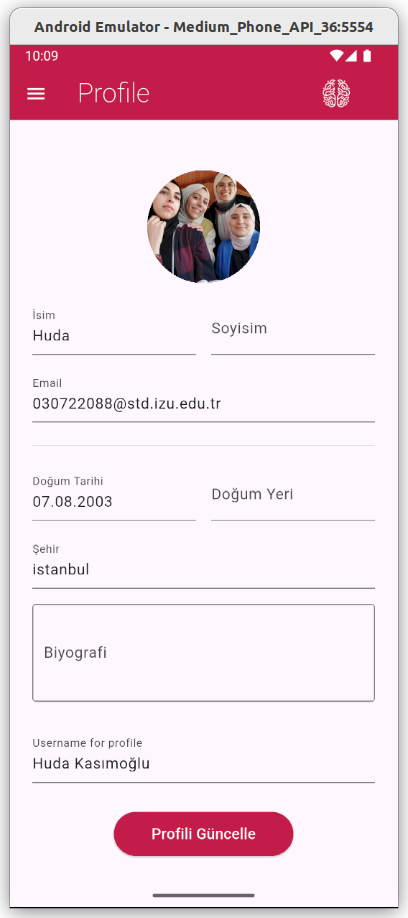 Android Emulator - Medium_Phone_API_36:5554
10:09
Profile
İsim
Huda
Soyisim
Email
030722088@std.izu.edu.tr
Doğum Tarihi
07.08.2003
Doğum Yeri
Şehir
istanbul
Biyografi
Username for profile
Huda Kasımoğlu
Profili Güncelle